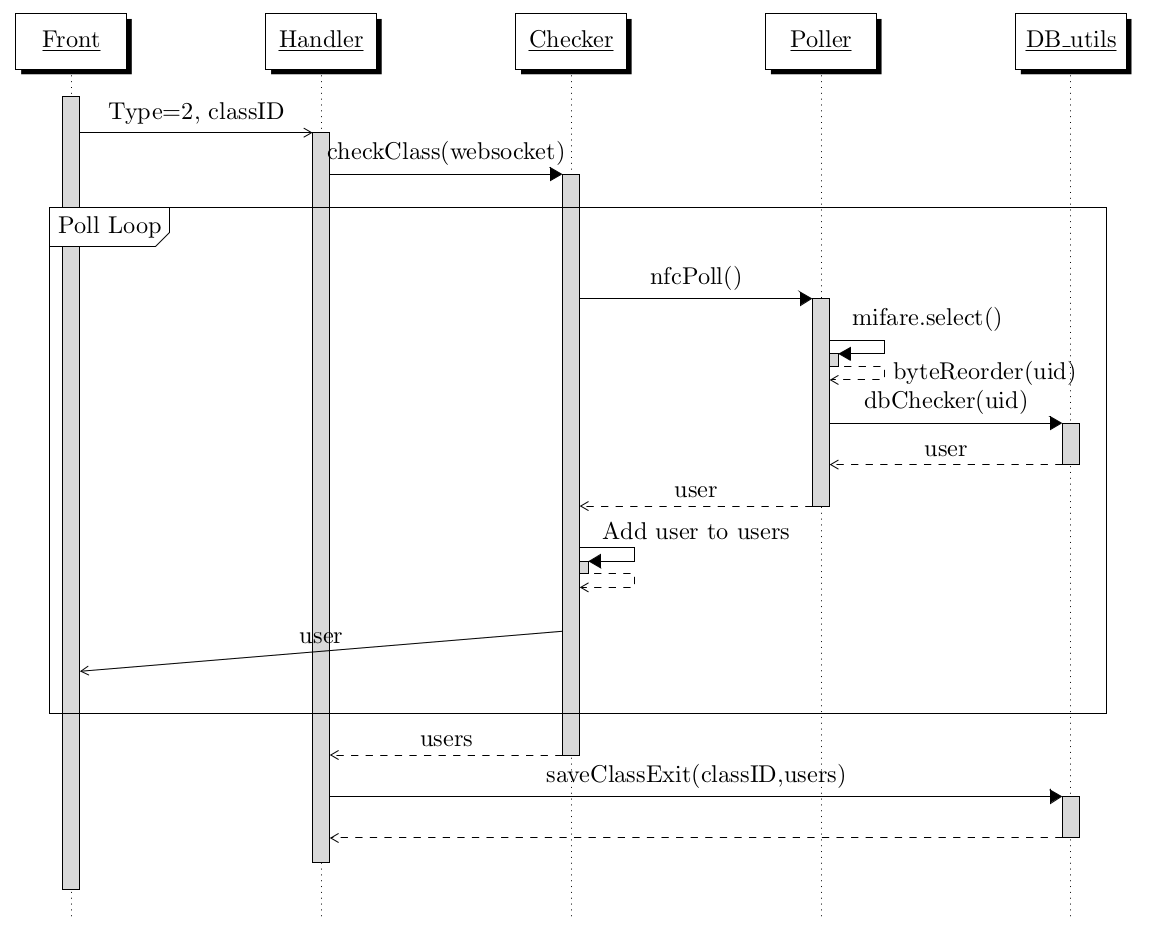 Front
Handler
Checker
Poller
DB_utils
Type=2, classID
checkClass(websocket)
Poll Loop
nfcPoll()
mifare.select()
byteReorder(uid)
dbChecker(uid)
user
user
Add user to users
user
users
saveClassExit(classID,users)